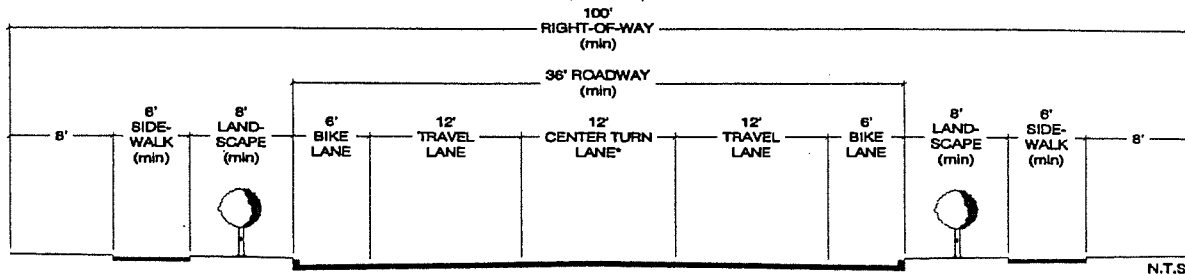 100'
RIGHT-OF-WAY
(min)
36' ROADWAY
(min)
8'
6'
SIDE-
WALK
(min)
8'
LAND-
SCAPE
(min)
6'
BIKE
LANE
12'
TRAVEL
LANE
12'
CENTER TURN
LANE*
12'
TRAVEL
LANE
6'
BIKE
LANE
8'
LAND-
SCAPE
(min)
6'
SIDE-
WALK
(min)
8'
N.T.S